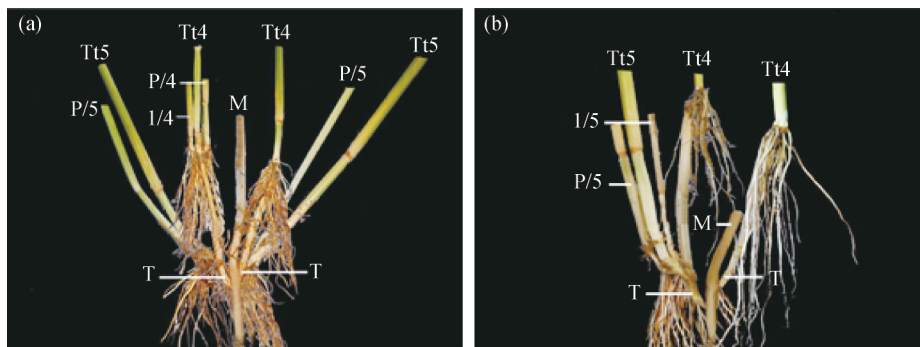 (a)
Tt4 Tt4
Tt5 Tt5
P/4 P/5
P/5 M
1/4
T T
(b)
Tt5 Tt4 Tt4
1/5
P/5
M
T T